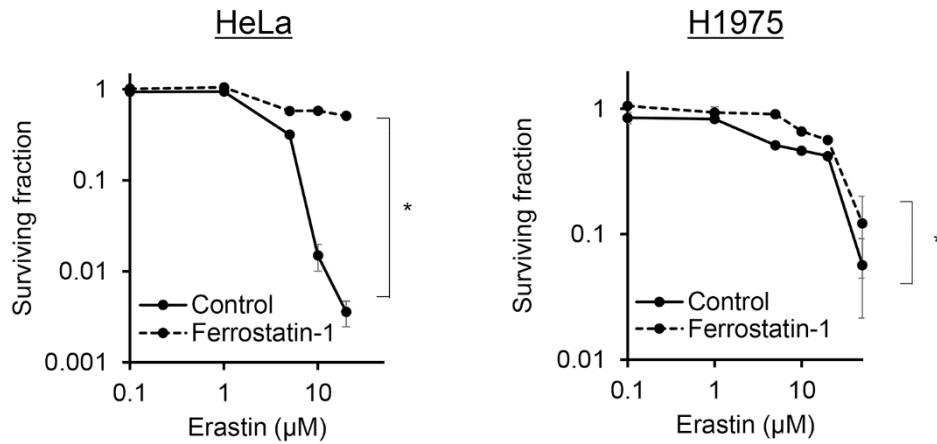 HeLa
Surviving fraction
1
0.1
0.01
0.001
Control
Ferrostatin-1
*
0.1
1
10
Erastin (µM)
H1975
Surviving fraction
1
0.1
0.01
Control
Ferrostatin-1
*
0.1
1
10
Erastin (µM)